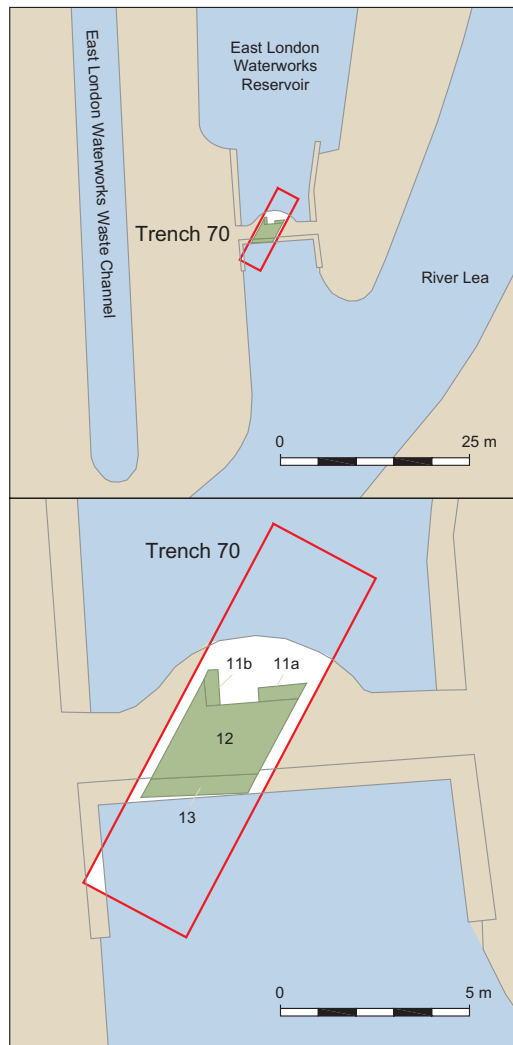 East London Waterworks Waste Channel
East London
Waterworks
Reservoir
Trench 70
River Lea
0
25 m
Trench 70
11b
11a
12
13
0
5 m